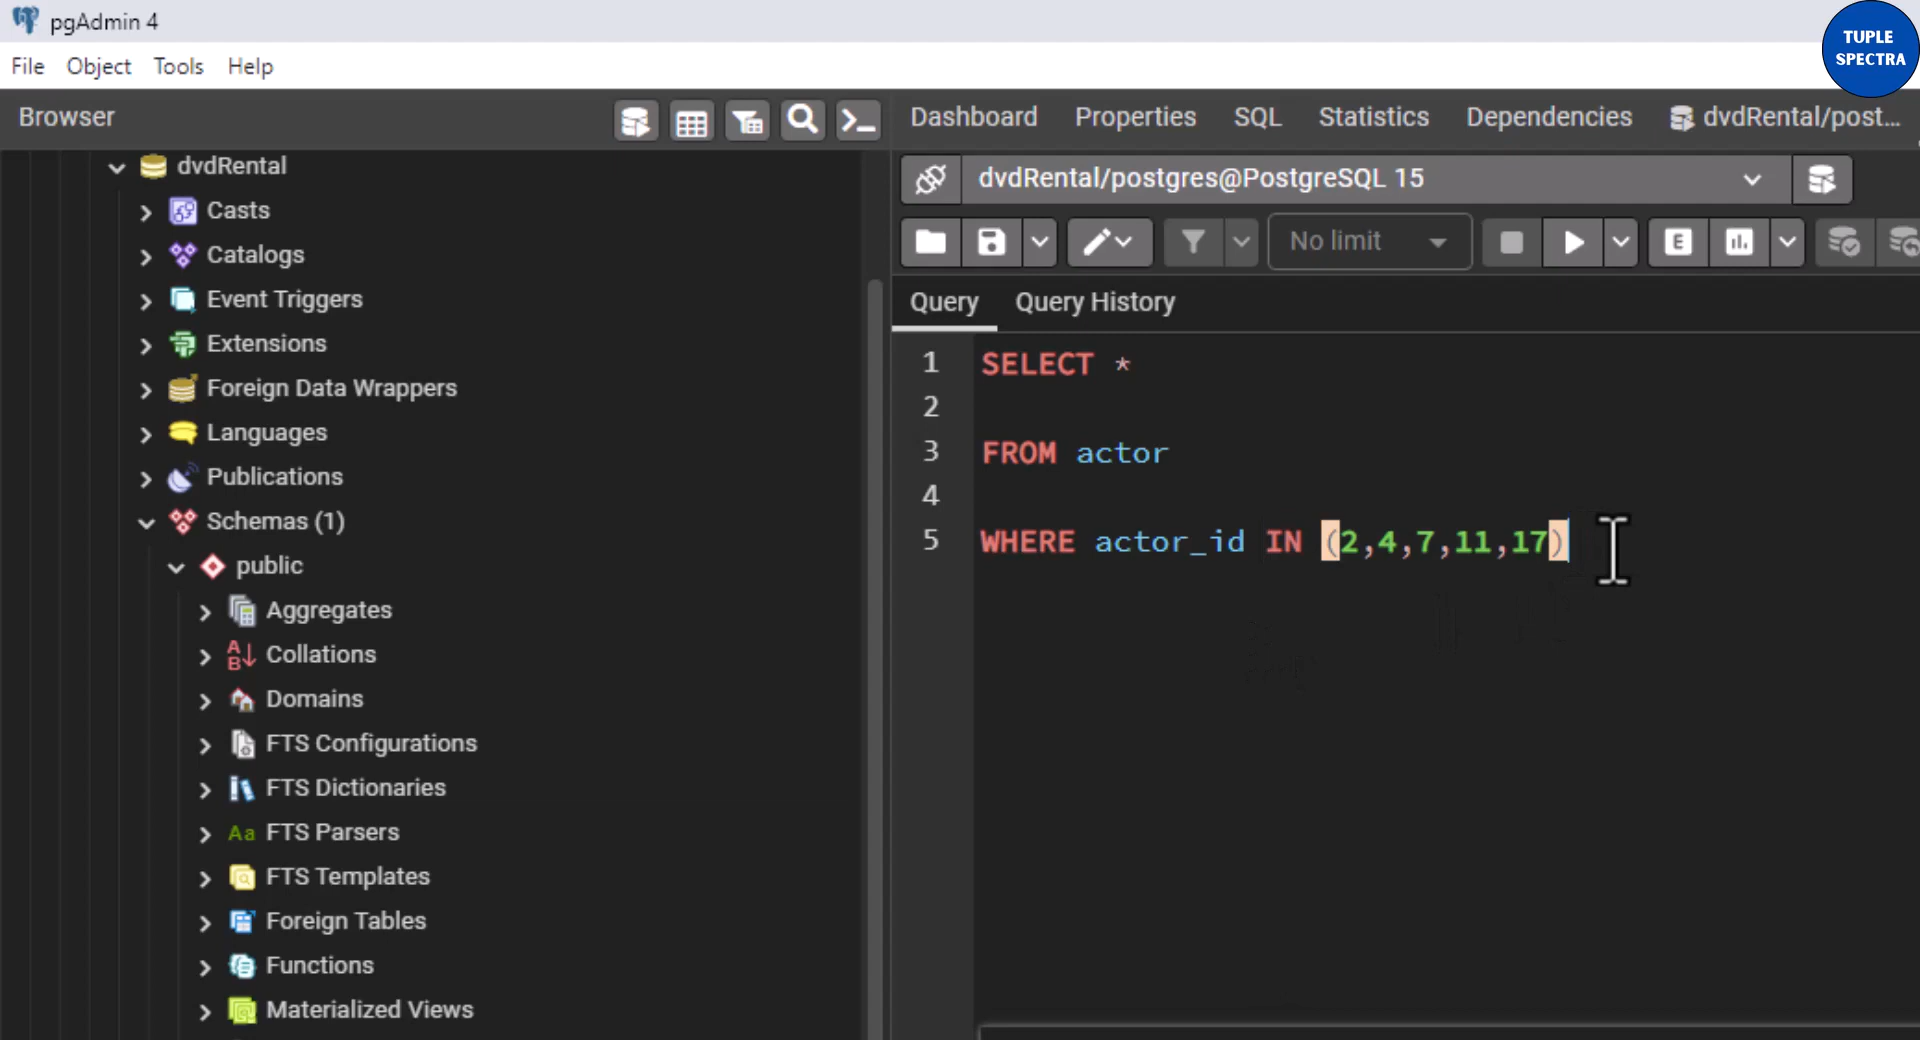 pgAdmin 4
TUPLE
SPECTRA
File Object Tools Help
Browser
Dashboard Properties SQL Statistics Dependencies dvdRental/post...
dvdRental/postgres@PostgreSQL 15
No limit
E
Query Query History
dvdRental
Casts
Catalogs
Event Triggers
Extensions
Foreign Data Wrappers
Languages
Publications
Schemas (1)
public
Aggregates
A
B
Collations
Domains
FTS Configurations
FTS Dictionaries
Aa FTS Parsers
FTS Templates
Foreign Tables
Functions
Materialized Views
1 SELECT *
2
3 FROM actor
4
5 WHERE actor_id IN (2,4,7,11,17)